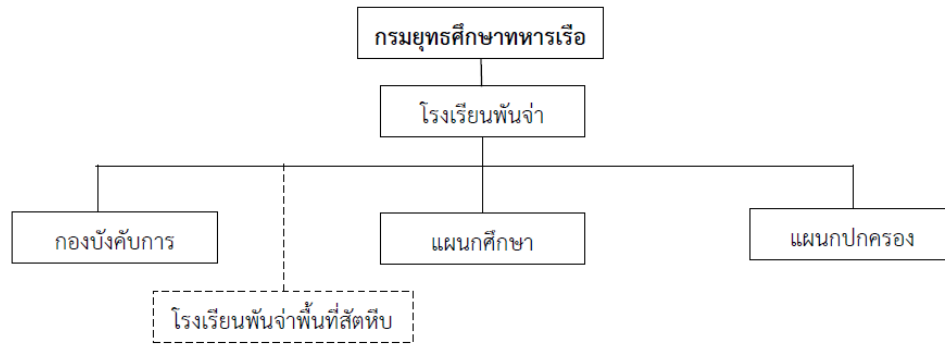 กรมยุทธศึกษาทหารเรือ
โรงเรียนพันจ่า
กองบังคับการ
แผนกศึกษา
แผนกปกครอง
โรงเรียนพันจ่าพื้นที่สัตหีบ